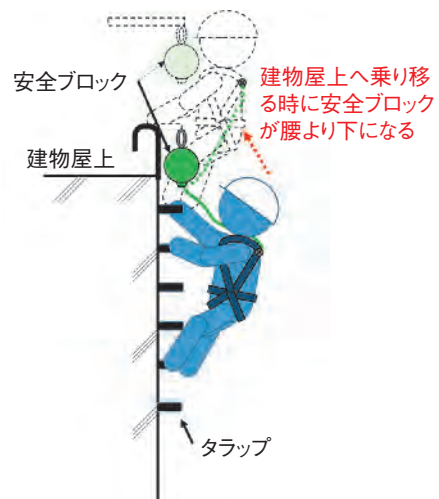 安全ブロック
建物屋上へ乗り移
る時に安全ブロック
が腰より下になる
建物屋上
タラップ